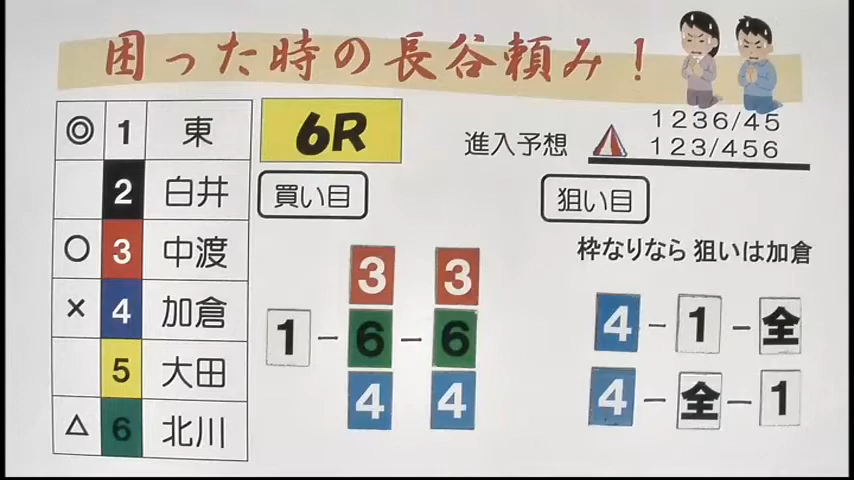 困った時の長谷頼み！
◎ 1 東
2 白井
○ 3 中渡
× 4 加倉
5 大田
△ 6 北川
6R
進入予想
1236/45
123/456
買い目
狙い目
枠なりなら 狙いは加倉
3 3
1 - 6 - 6
4 4
4 - 1 - 全
4 - 全 - 1